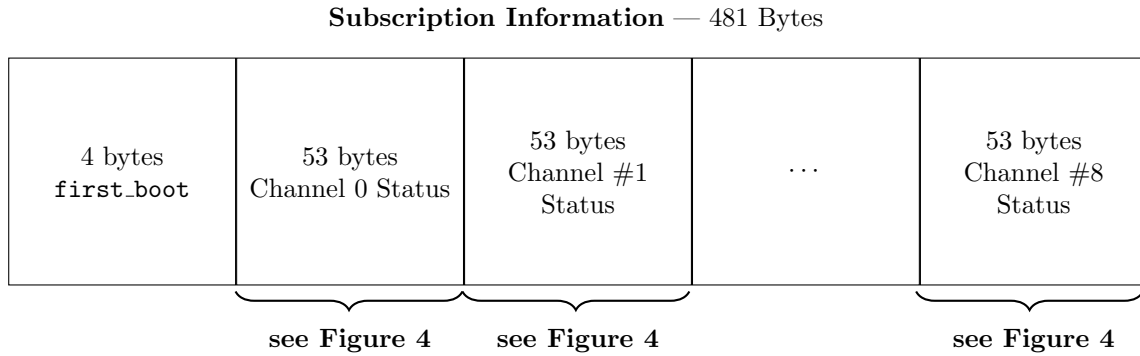 Subscription Information — 481 Bytes
4 bytes
first_boot
53 bytes
Channel 0 Status
53 bytes
Channel #1
Status
...
53 bytes
Channel #8
Status
see Figure 4
see Figure 4
see Figure 4